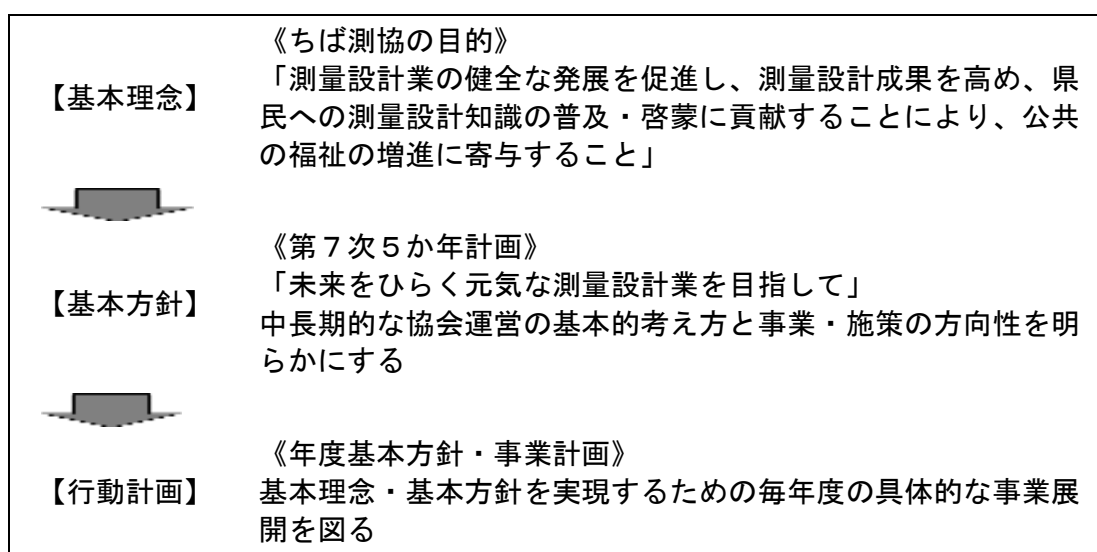 《ちば測協の目的》
【基本理念】
「測量設計業の健全な発展を促進し、測量設計成果を高め、県
民への測量設計知識の普及・啓蒙に貢献することにより、公共
の福祉の増進に寄与すること」
《第７次５か年計画》
【基本方針】
「未来をひらく元気な測量設計業を目指して」
中長期的な協会運営の基本的考え方と事業・施策の方向性を明
らかにする
《年度基本方針・事業計画》
【行動計画】
基本理念・基本方針を実現するための毎年度の具体的な事業展
開を図る